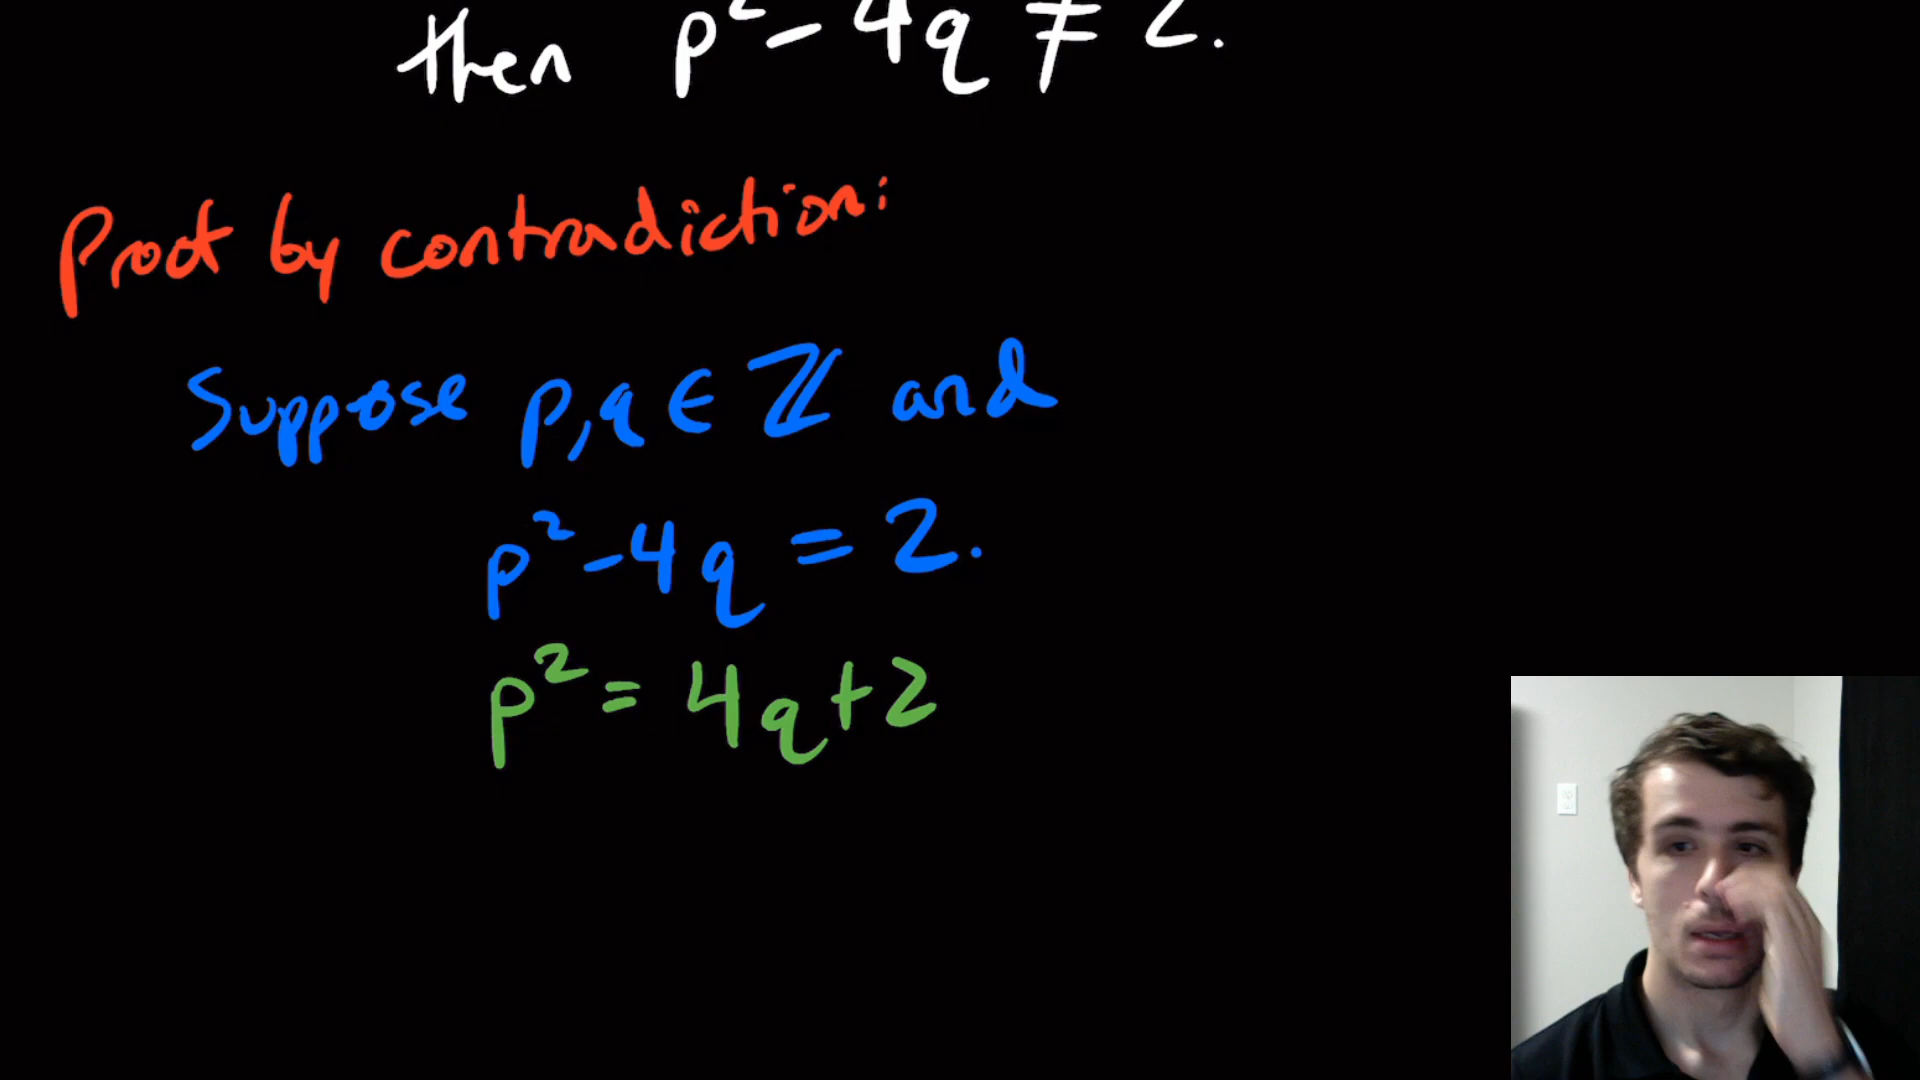 then p² - 4q ≠ 2.
Proof by contradiction:
Suppose p,q ∈ ℤ and
p² - 4q = 2.
p² = 4q + 2